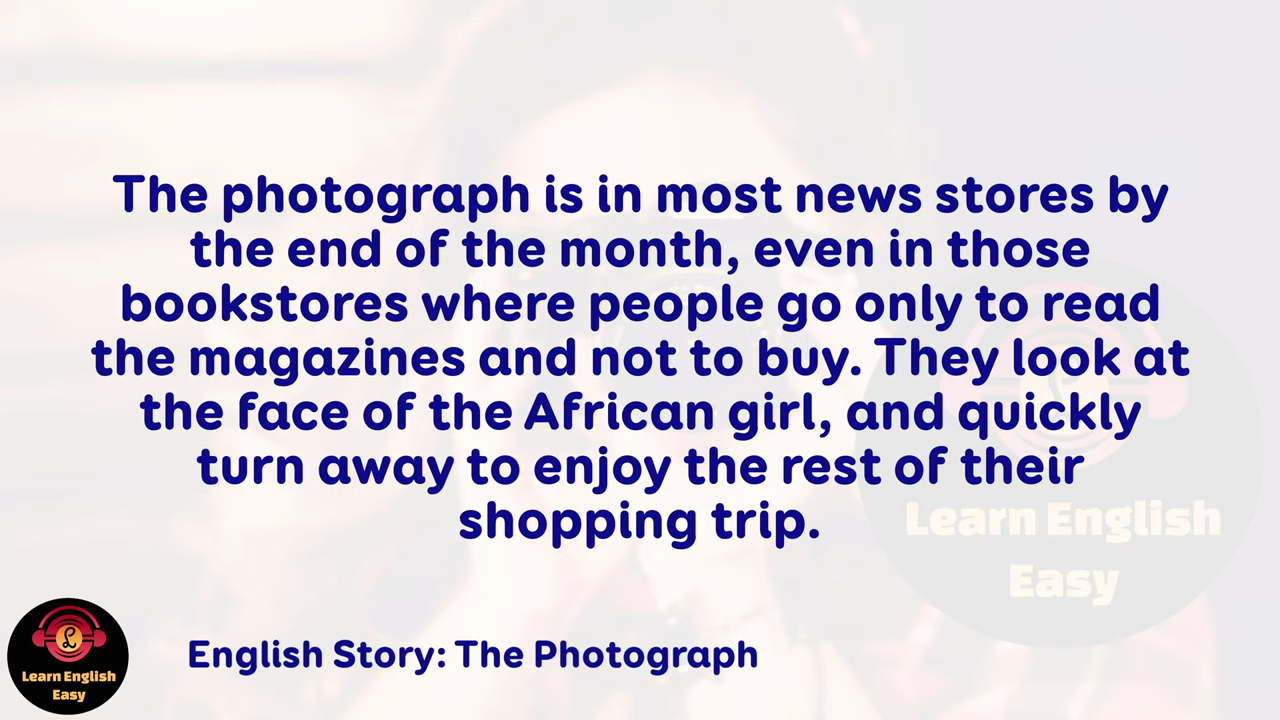 The photograph is in most news stores by
the end of the month, even in those
bookstores where people go only to read
the magazines and not to buy. They look at
the face of the African girl, and quickly
turn away to enjoy the rest of their
shopping trip.
Learn English
Easy
English Story: The Photograph
Learn English
Easy